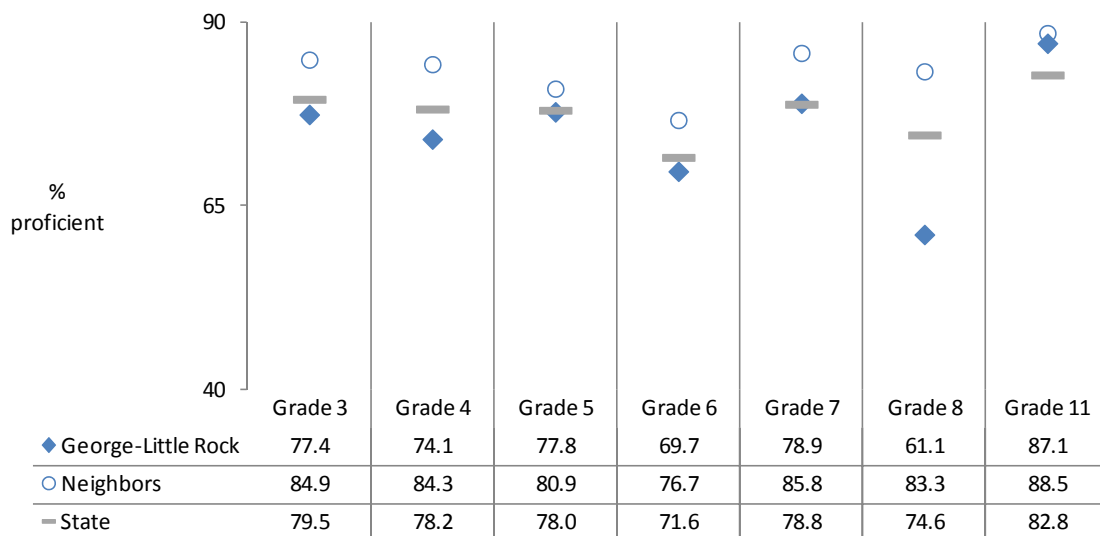 90
%
proficient
65
40
Grade 3 Grade 4 Grade 5 Grade 6 Grade 7 Grade 8 Grade 11
George-Little Rock 77.4 74.1 77.8 69.7 78.9 61.1 87.1
Neighbors 84.9 84.3 80.9 76.7 85.8 83.3 88.5
State 79.5 78.2 78.0 71.6 78.8 74.6 82.8